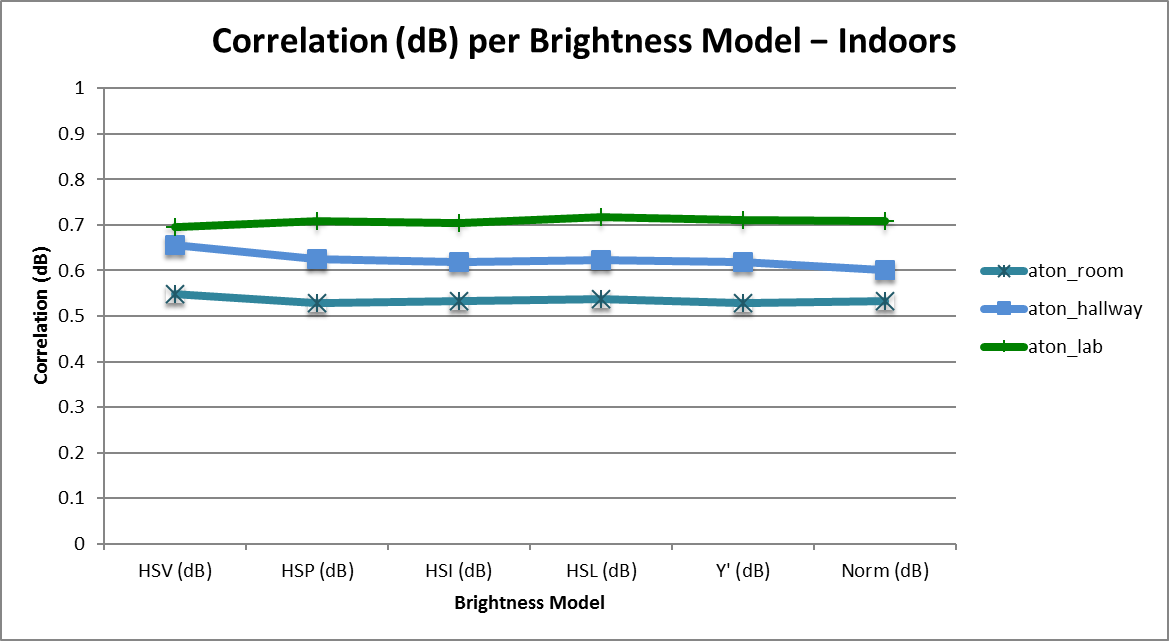 Correlation (dB) per Brightness Model – Indoors
1
0.9
0.8
0.7
0.6
0.5
0.4
0.3
0.2
0.1
0
Correlation (dB)
HSV (dB) HSP (dB) HSI (dB) HSL (dB) Y' (dB) Norm (dB)
Brightness Model
aton_room
aton_hallway
aton_lab